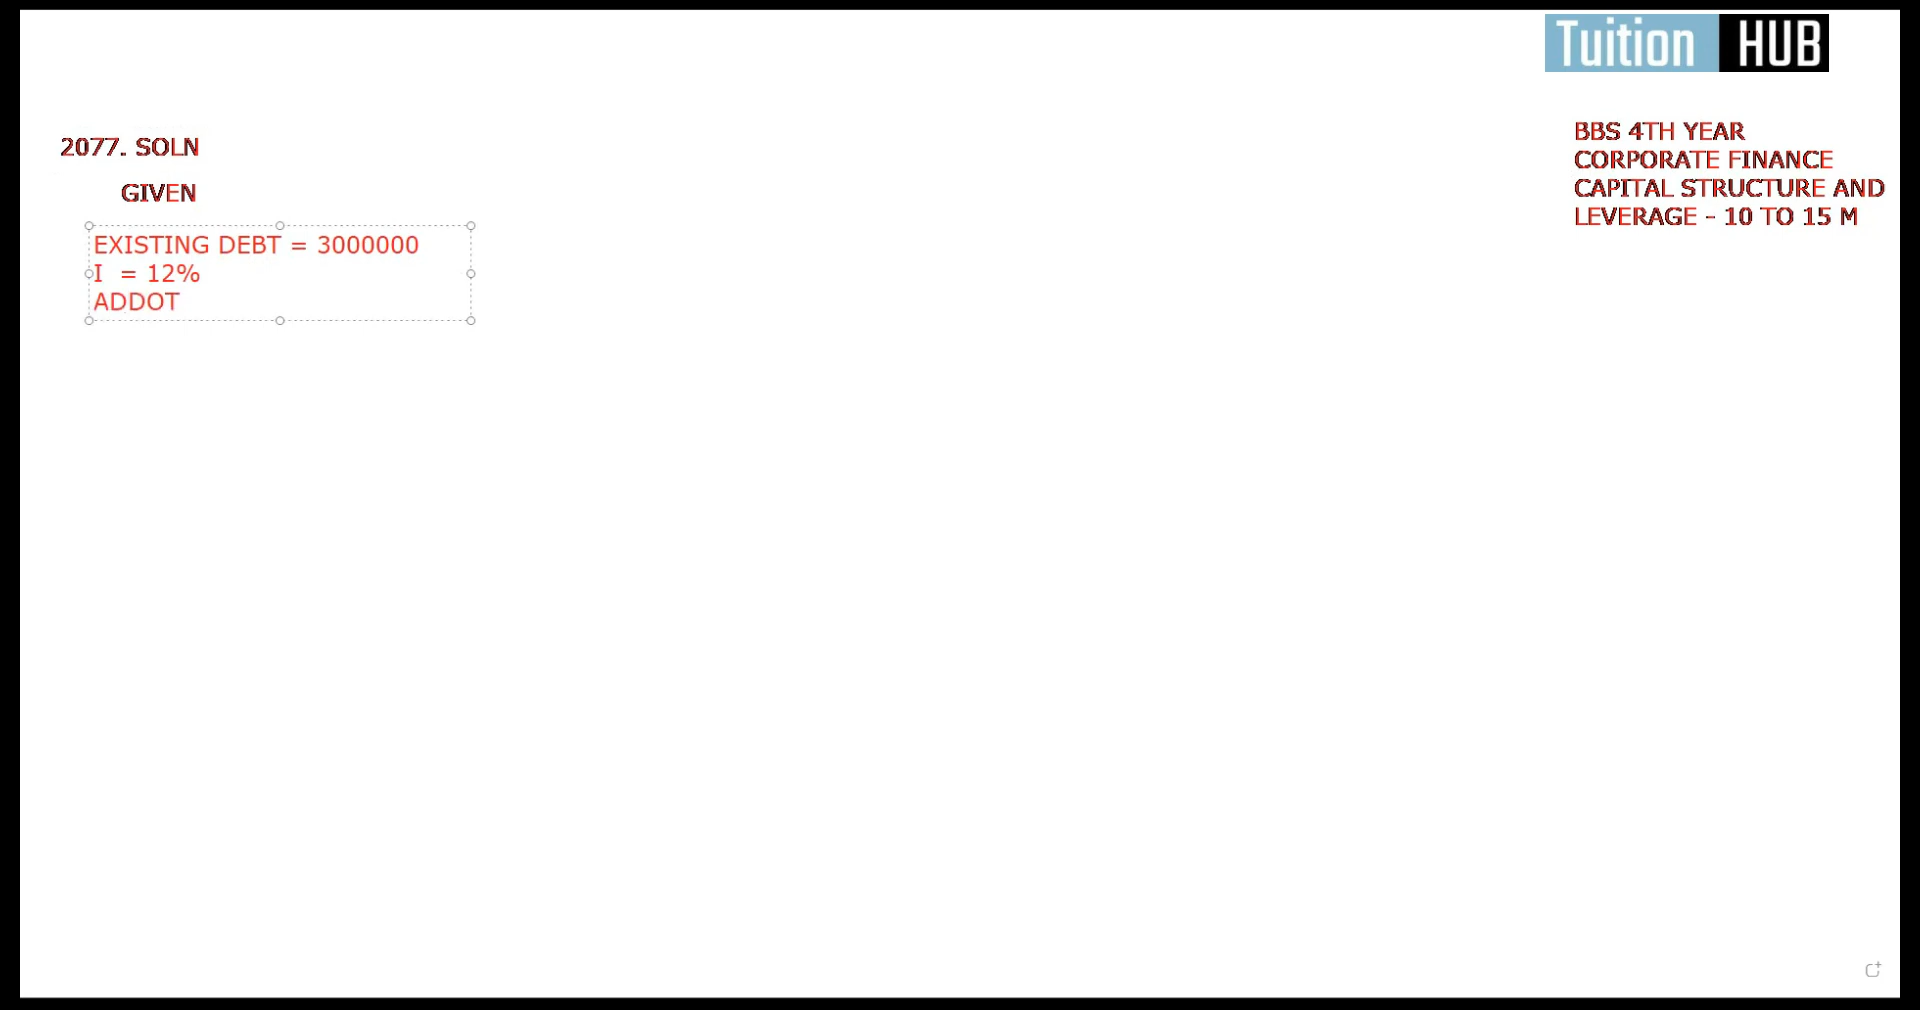 Tuition HUB
BBS 4TH YEAR
CORPORATE FINANCE
CAPITAL STRUCTURE AND
LEVERAGE - 10 TO 15 M
2077. SOLN
GIVEN
EXISTING DEBT = 3000000
I = 12%
ADDOT